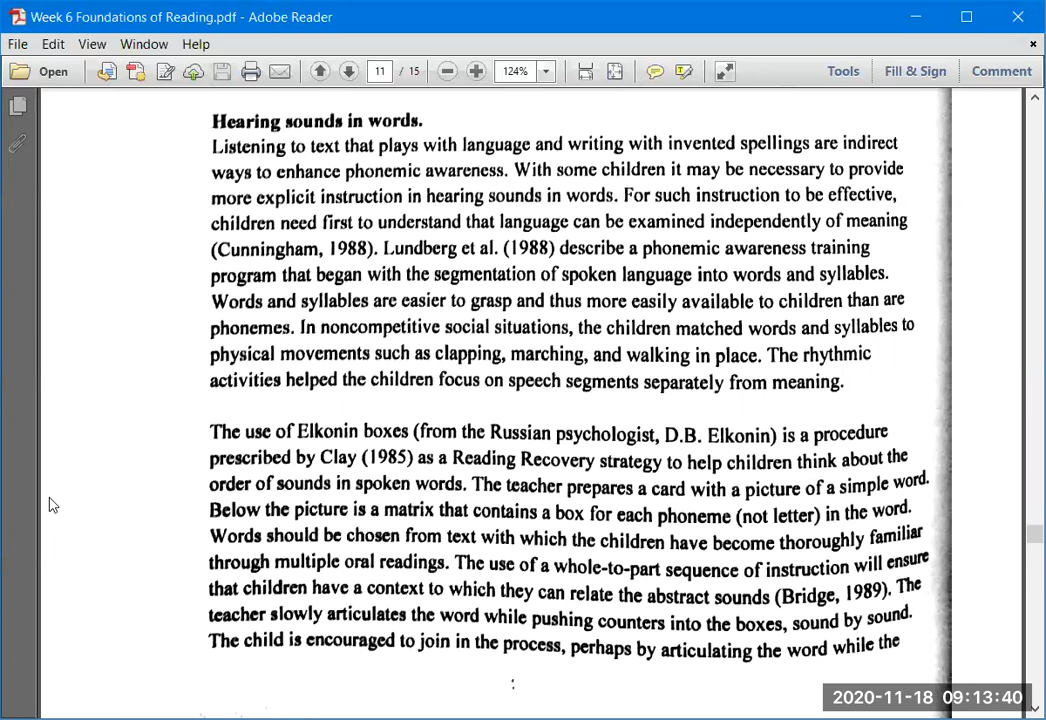 Week 6 Foundations of Reading.pdf - Adobe Reader
File Edit View Window Help
Open 11 / 15 124% Tools Fill & Sign Comment
Hearing sounds in words.
Listening to text that plays with language and writing with invented spellings are indirect
ways to enhance phonemic awareness. With some children it may be necessary to provide
more explicit instruction in hearing sounds in words. For such instruction to be effective,
children need first to understand that language can be examined independently of meaning
(Cunningham, 1988). Lundberg et al. (1988) describe a phonemic awareness training
program that began with the segmentation of spoken language into words and syllables.
Words and syllables are easier to grasp and thus more easily available to children than are
phonemes. In noncompetitive social situations, the children matched words and syllables to
physical movements such as clapping, marching, and walking in place. The rhythmic
activities helped the children focus on speech segments separately from meaning.
The use of Elkonin boxes (from the Russian psychologist, D.B. Elkonin) is a procedure
prescribed by Clay (1985) as a Reading Recovery strategy to help children think about the
order of sounds in spoken words. The teacher prepares a card with a picture of a simple word.
Below the picture is a matrix that contains a box for each phoneme (not letter) in the word.
Words should be chosen from text with which the children have become thoroughly familiar
through multiple oral readings. The use of a whole-to-part sequence of instruction will ensure
that children have a context to which they can relate the abstract sounds (Bridge, 1989). The
teacher slowly articulates the word while pushing counters into the boxes, sound by sound.
The child is encouraged to join in the process, perhaps by articulating the word while the
2020-11-18 09:13:40